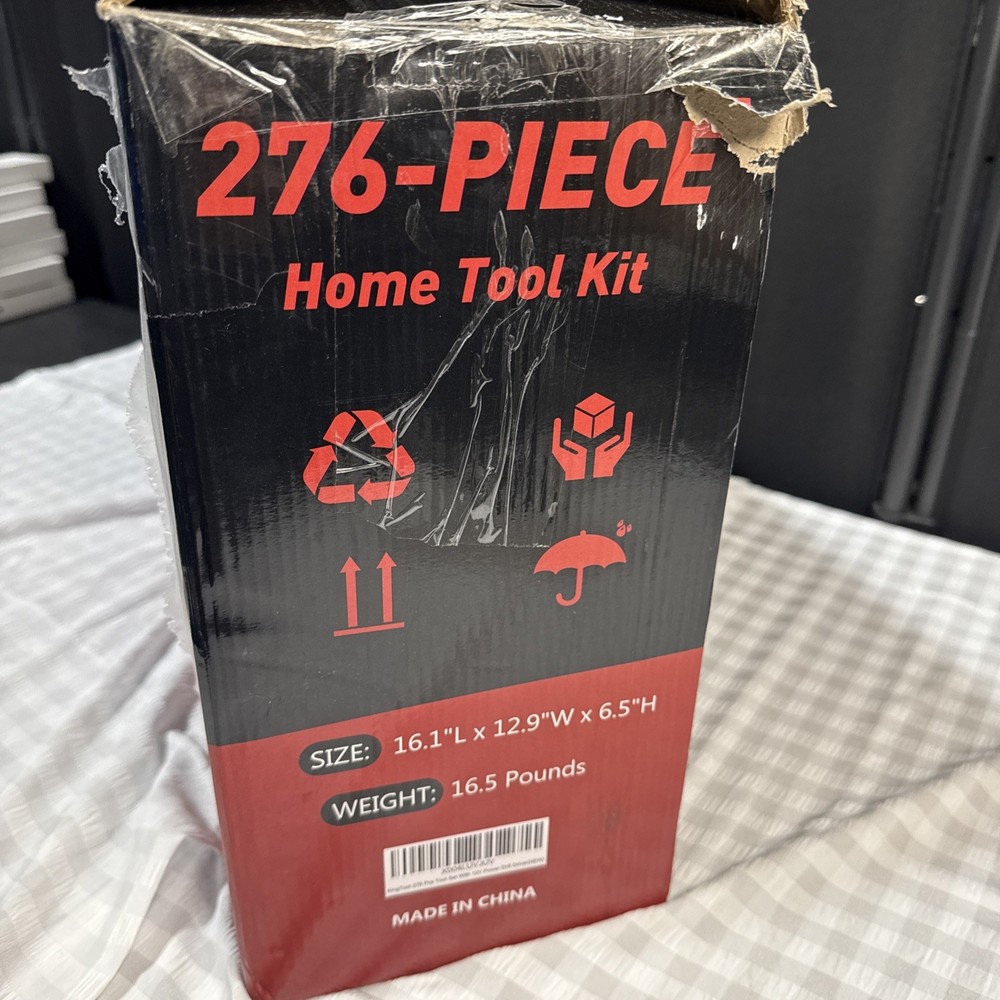 276-PIECE
Home Tool Kit
SIZE: 16.1"L x 12.9"W x 6.5"H
WEIGHT: 16.5 Pounds
MADE IN CHINA